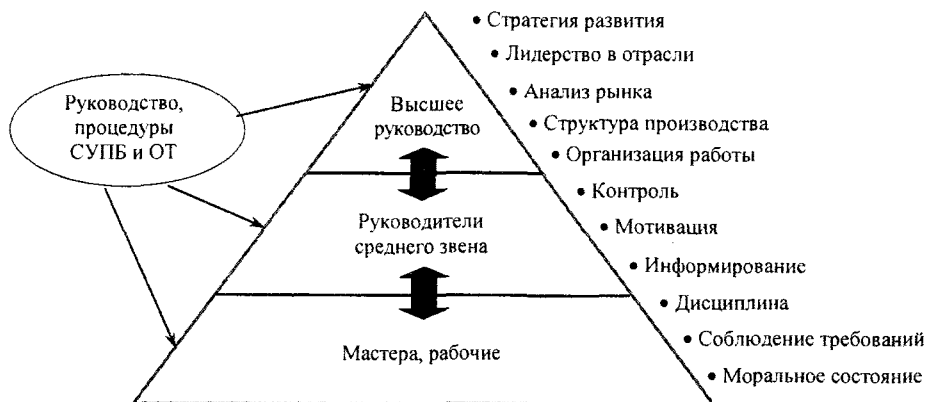 Руководство,
процедуры
СУПБ и ОТ
Высшее
руководство
Руководители
среднего звена
Мастера, рабочие
• Стратегия развития
• Лидерство в отрасли
• Анализ рынка
• Структура производства
• Организация работы
• Контроль
• Мотивация
• Информирование
• Дисциплина
• Соблюдение требований
• Моральное состояние